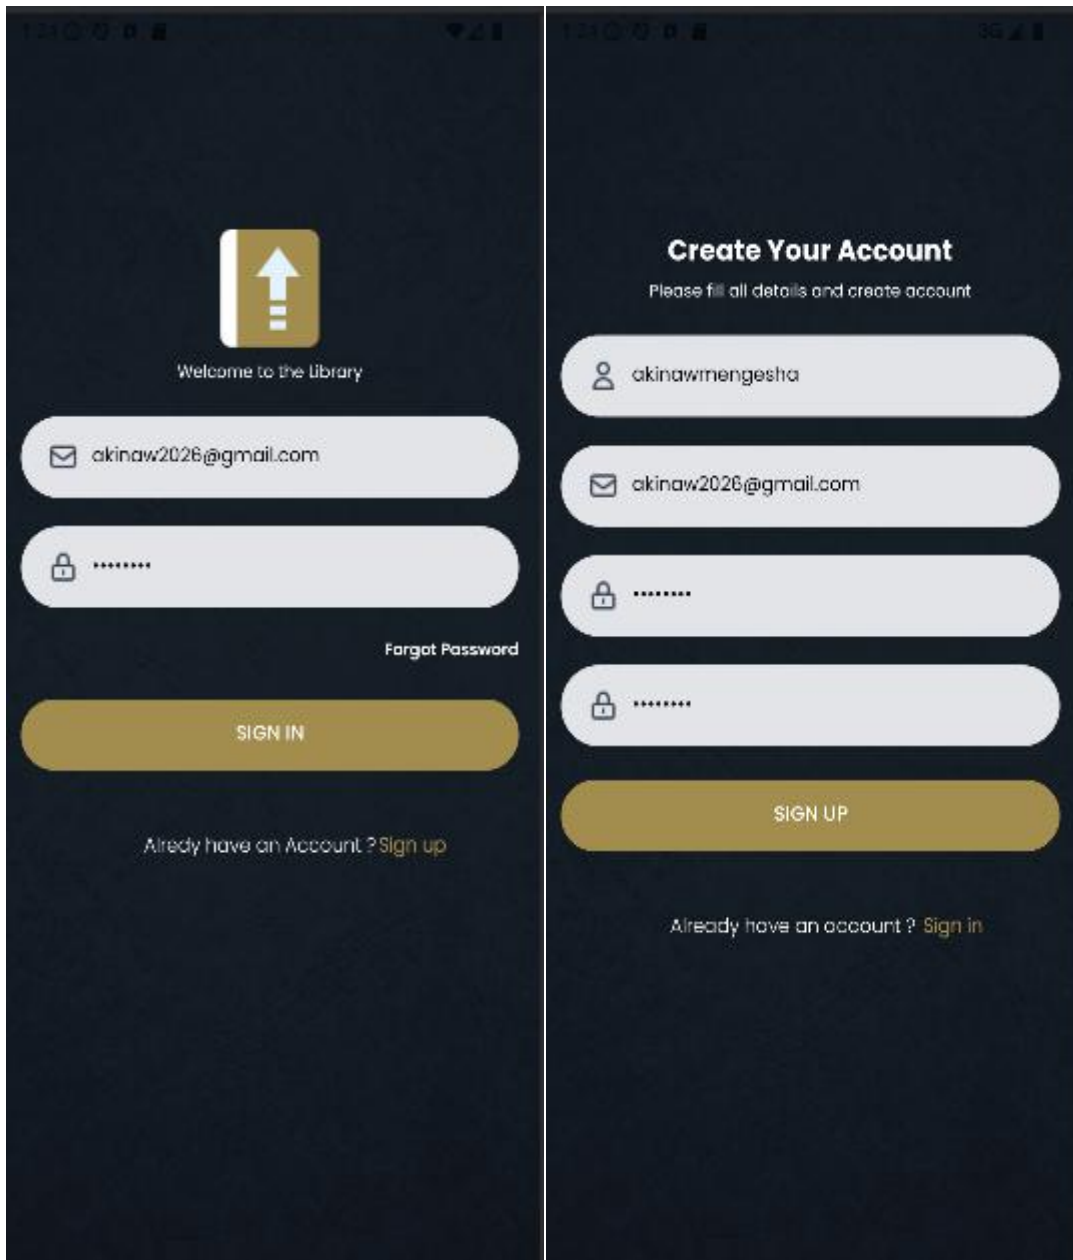 Welcome to the Library
akinaw2026@gmail.com
••••••••
Forgot Password
SIGN IN
Alredy have an Account ? Sign up
Create Your Account
Please fill all details and create account
akinawmengesha
akinaw2026@gmail.com
••••••••
••••••••
SIGN UP
Already have an account ? Sign in